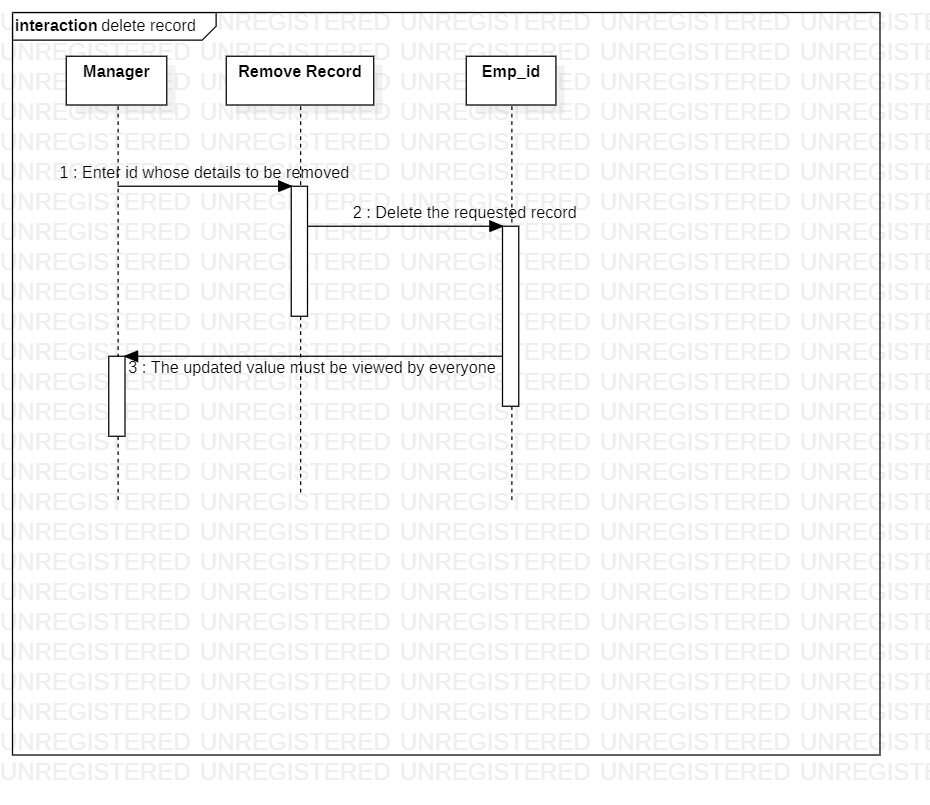 interaction delete record
Manager
Remove Record
Emp_id
1 : Enter id whose details to be removed
2 : Delete the requested record
3 : The updated value must be viewed by everyone
UNREGISTERED